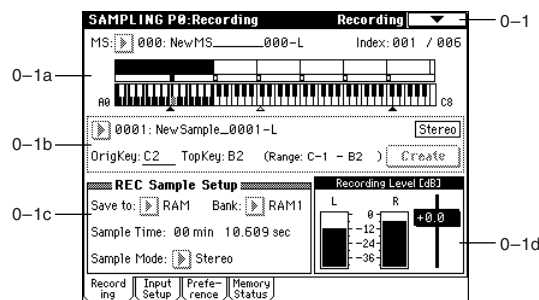 SAMPLING P0:Recording Recording 0–1
MS: 000: NewMS_______000-L Index: 001 / 006
0–1a
A0 C8
0001: NewSample_0001-L Stereo
0–1b
OrigKey: C2 TopKey: B2 (Range: C-1 - B2 ) Create
REC Sample Setup Recording Level [dB]
L R
Save to: RAM Bank: RAM1 0 +0.0
0–1c
Sample Time: 00 min 10.609 sec -12
-24 0–1d
Sample Mode: Stereo -36
Record Input Prefe- Memory
ing Setup rence Status